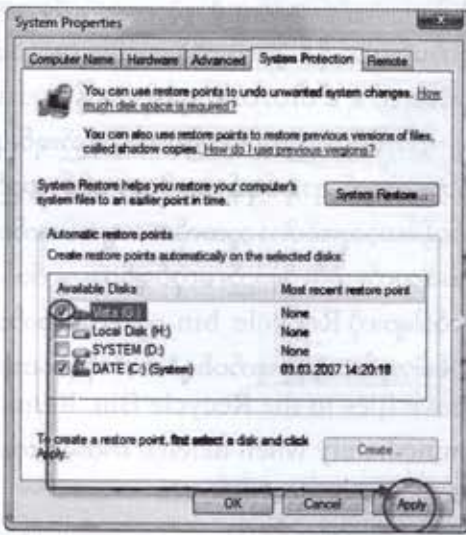 System Properties
Computer Name Hardware Advanced System Protection Remote
You can use restore points to undo unwanted system changes. How
much disk space is required?
You can also use restore points to restore previous versions of files,
called shadow copies. How do I use previous versions?
System Restore helps you restore your computer's
system files to an earlier point in time.
System Restore...
Automatic restore points
Create restore points automatically on the selected disks:
Available Disks Most recent restore point
None
Local Disk (H:) None
SYSTEM (D:) None
DATE (C:) (System) 03.03.2007 14:20:18
To create a restore point, first select a disk and click
Apply.
Create...
OK Cancel Apply